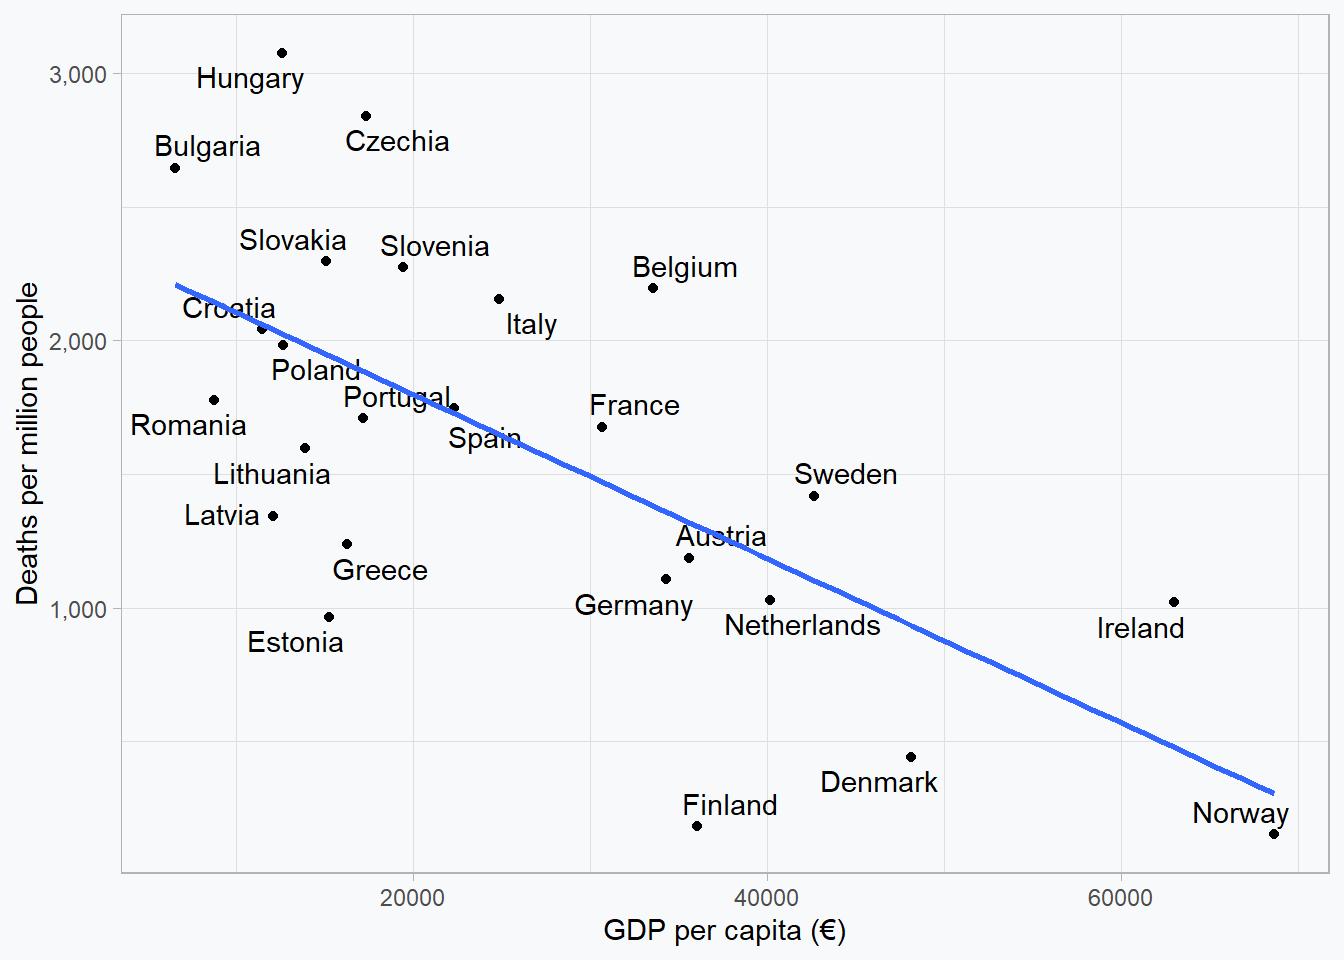 3,000
2,000
1,000
Deaths per million people
Hungary
Czechia
Bulgaria
Slovakia
Slovenia
Belgium
Croatia
Italy
Poland
Portugal
France
Romania
Spain
Lithuania
Sweden
Latvia
Austria
Greece
Germany
Netherlands
Ireland
Estonia
Denmark
Finland
Norway
20000
40000
60000
GDP per capita (€)